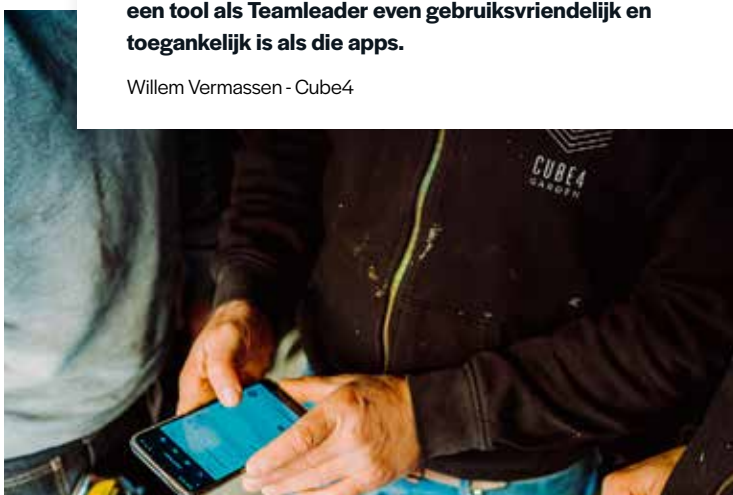 een tool als Teamleader even gebruiksvriendelijk en
toegankelijk is als die apps.
Willem Vermassen - Cube4
CUBE4
GARDEN